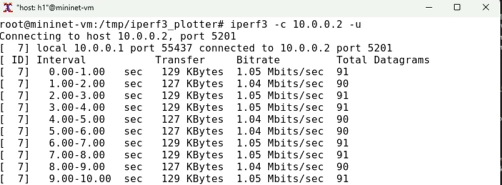 "host: h1"@mininet-vm
root@mininet-vm:/tmp/iperf3_plotter# iperf3 -c 10.0.0.2 -u
Connecting to host 10.0.0.2, port 5201
[  7] local 10.0.0.1 port 55437 connected to 10.0.0.2 port 5201
[ ID] Interval           Transfer     Bitrate         Total Datagrams
[  7]   0.00-1.00   sec   129 KBytes  1.05 Mbits/sec  91
[  7]   1.00-2.00   sec   127 KBytes  1.04 Mbits/sec  90
[  7]   2.00-3.00   sec   129 KBytes  1.05 Mbits/sec  91
[  7]   3.00-4.00   sec   129 KBytes  1.05 Mbits/sec  91
[  7]   4.00-5.00   sec   127 KBytes  1.04 Mbits/sec  90
[  7]   5.00-6.00   sec   127 KBytes  1.04 Mbits/sec  90
[  7]   6.00-7.00   sec   129 KBytes  1.05 Mbits/sec  91
[  7]   7.00-8.00   sec   129 KBytes  1.05 Mbits/sec  91
[  7]   8.00-9.00   sec   127 KBytes  1.04 Mbits/sec  90
[  7]   9.00-10.00  sec   129 KBytes  1.05 Mbits/sec  91